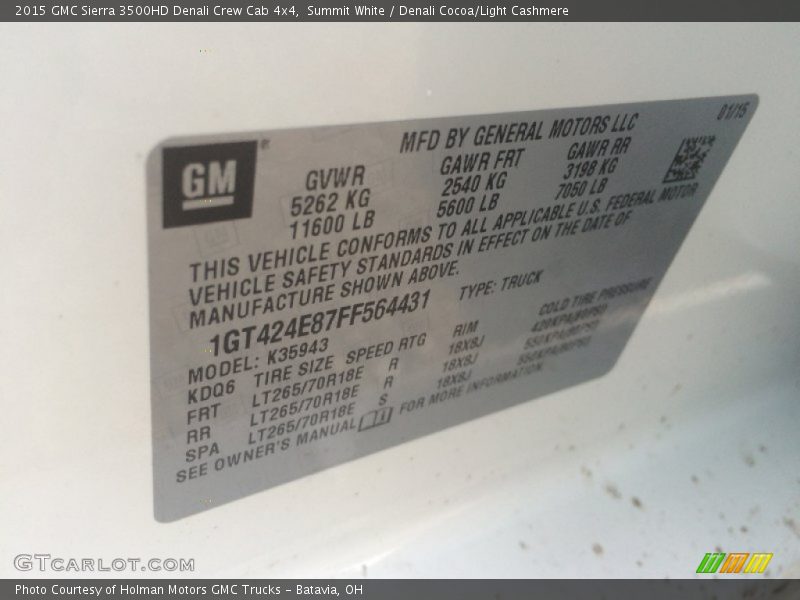 2015 GMC Sierra 3500HD Denali Crew Cab 4x4, Summit White / Denali Cocoa/Light Cashmere
GM
®
MFD BY GENERAL MOTORS LLC 01/15
GVWR GAWR FRT GAWR RR
5262 KG 2540 KG 3198 KG
11600 LB 5600 LB 7050 LB
THIS VEHICLE CONFORMS TO ALL APPLICABLE U.S. FEDERAL MOTOR
VEHICLE SAFETY STANDARDS IN EFFECT ON THE DATE OF
MANUFACTURE SHOWN ABOVE.
1GT424E87FF564431 TYPE: TRUCK
MODEL: K35943
KDQ6 TIRE SIZE SPEED RTG RIM COLD TIRE PRESSURE
FRT LT265/70R18E R 18X8J
RR LT265/70R18E R 18X8J 550KPA/80PSI
SPA LT265/70R18E S 18X8J 550KPA/80PSI
SEE OWNER'S MANUAL FOR MORE INFORMATION.
GTCARLOT.COM
Photo Courtesy of Holman Motors GMC Trucks - Batavia, OH